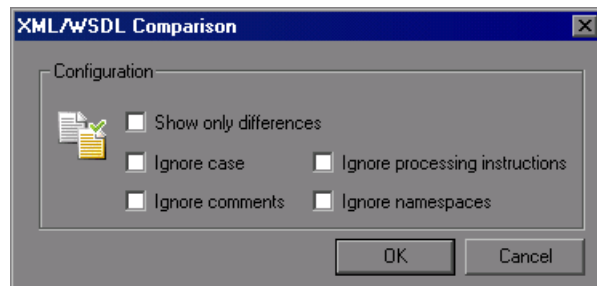 XML/WSDL Comparison
Configuration
Show only differences
Ignore case
Ignore processing instructions
Ignore comments
Ignore namespaces
OK
Cancel